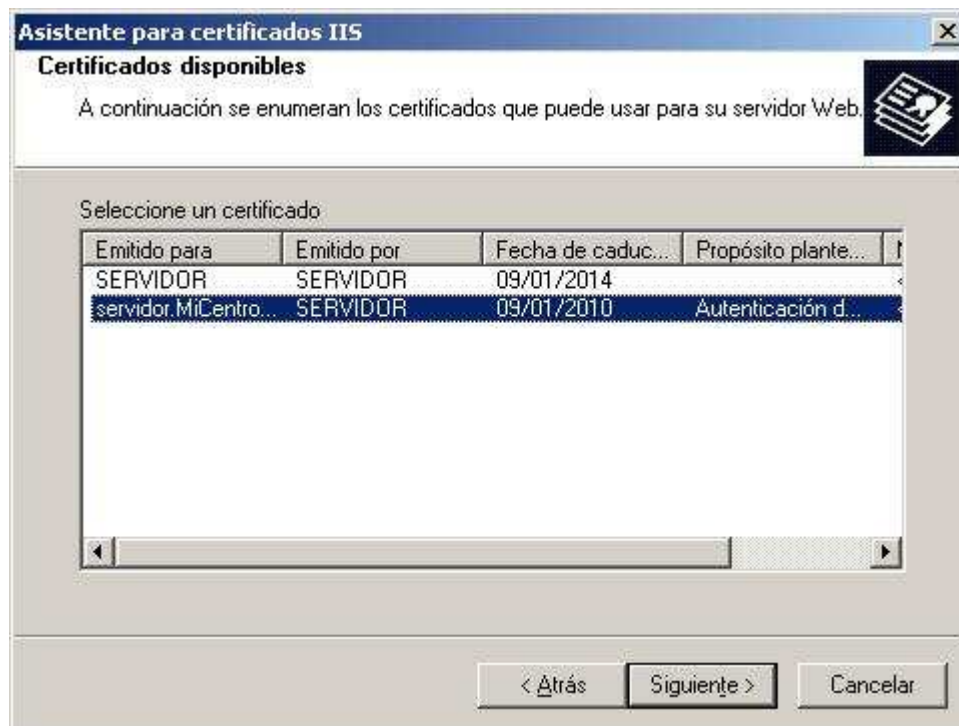 Asistente para certificados IIS
Certificados disponibles
A continuación se enumeran los certificados que puede usar para su servidor Web.
Seleccione un certificado
Emitido para Emitido por Fecha de caduc... Propósito plante...
SERVIDOR SERVIDOR 09/01/2014
servidor.MiCentro... SERVIDOR 09/01/2010 Autenticación d...
< Atrás Siguiente > Cancelar